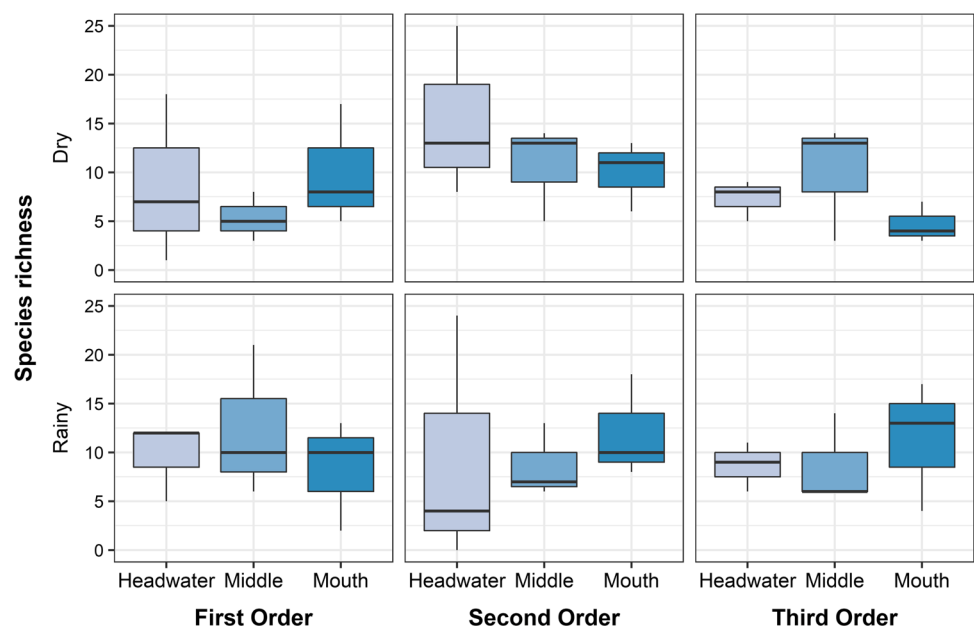 Species richness
Dry
25
20
15
10
5
0
Rainy
25
20
15
10
5
0
Headwater Middle Mouth
Headwater Middle Mouth
Headwater Middle Mouth
First Order
Second Order
Third Order